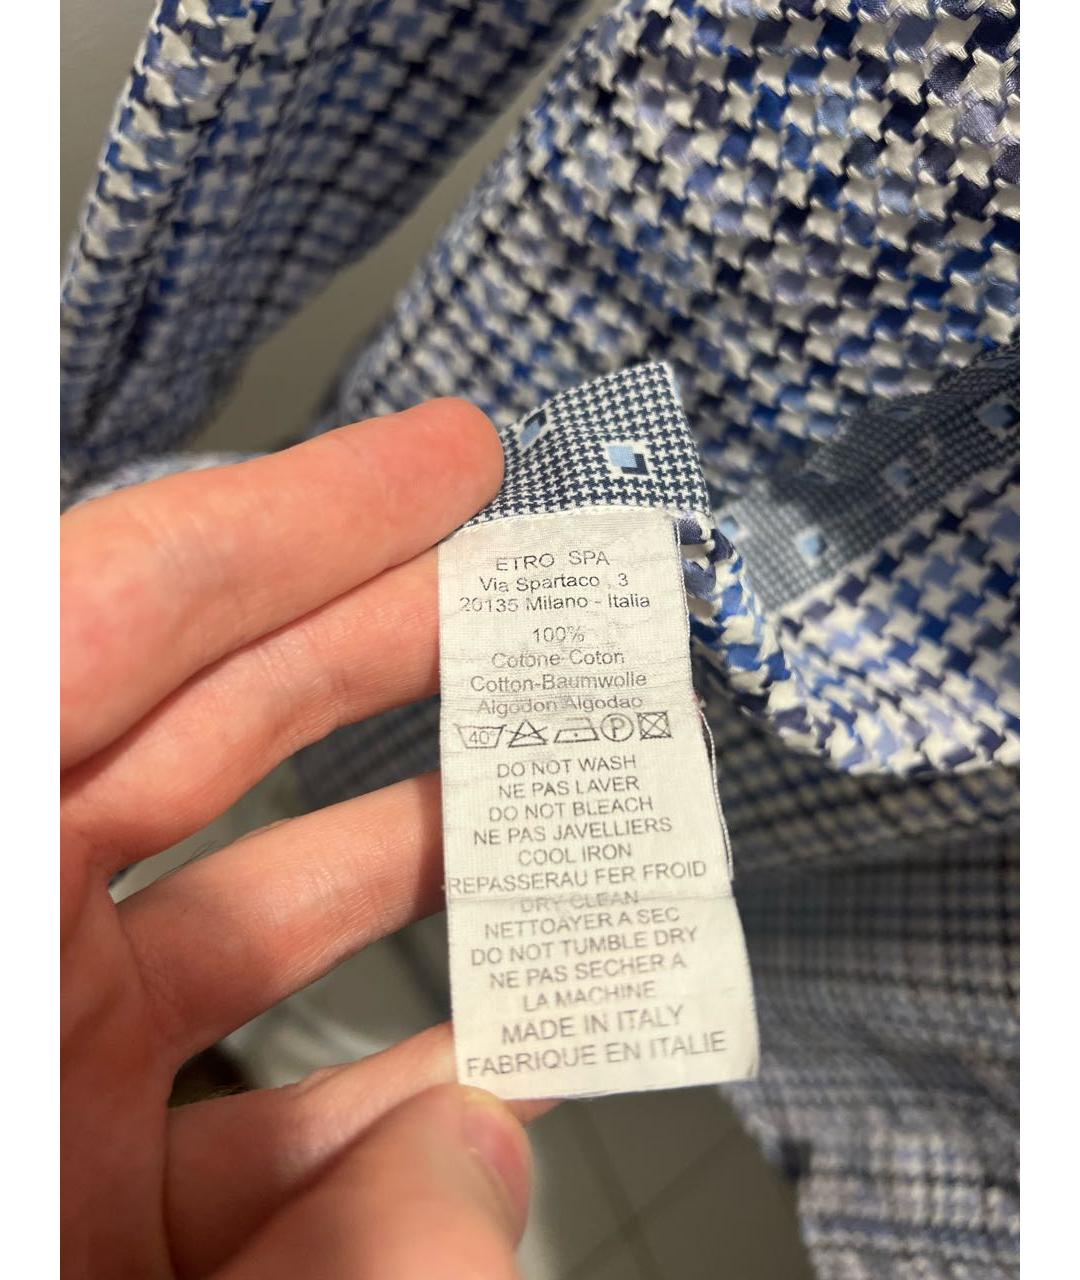 ETRO SPA
Via Spartaco , 3
20135 Milano - Italia
100%
Cotone-Coton
Cotton-Baumwolle
Algodon Algodao
40° P
DO NOT WASH
NE PAS LAVER
DO NOT BLEACH
NE PAS JAVELLIERS
COOL IRON
REPASSERAU FER FROID
DRY CLEAN
NETTOAYER A SEC
DO NOT TUMBLE DRY
NE PAS SECHER A
LA MACHINE
MADE IN ITALY
FABRIQUE EN ITALIE